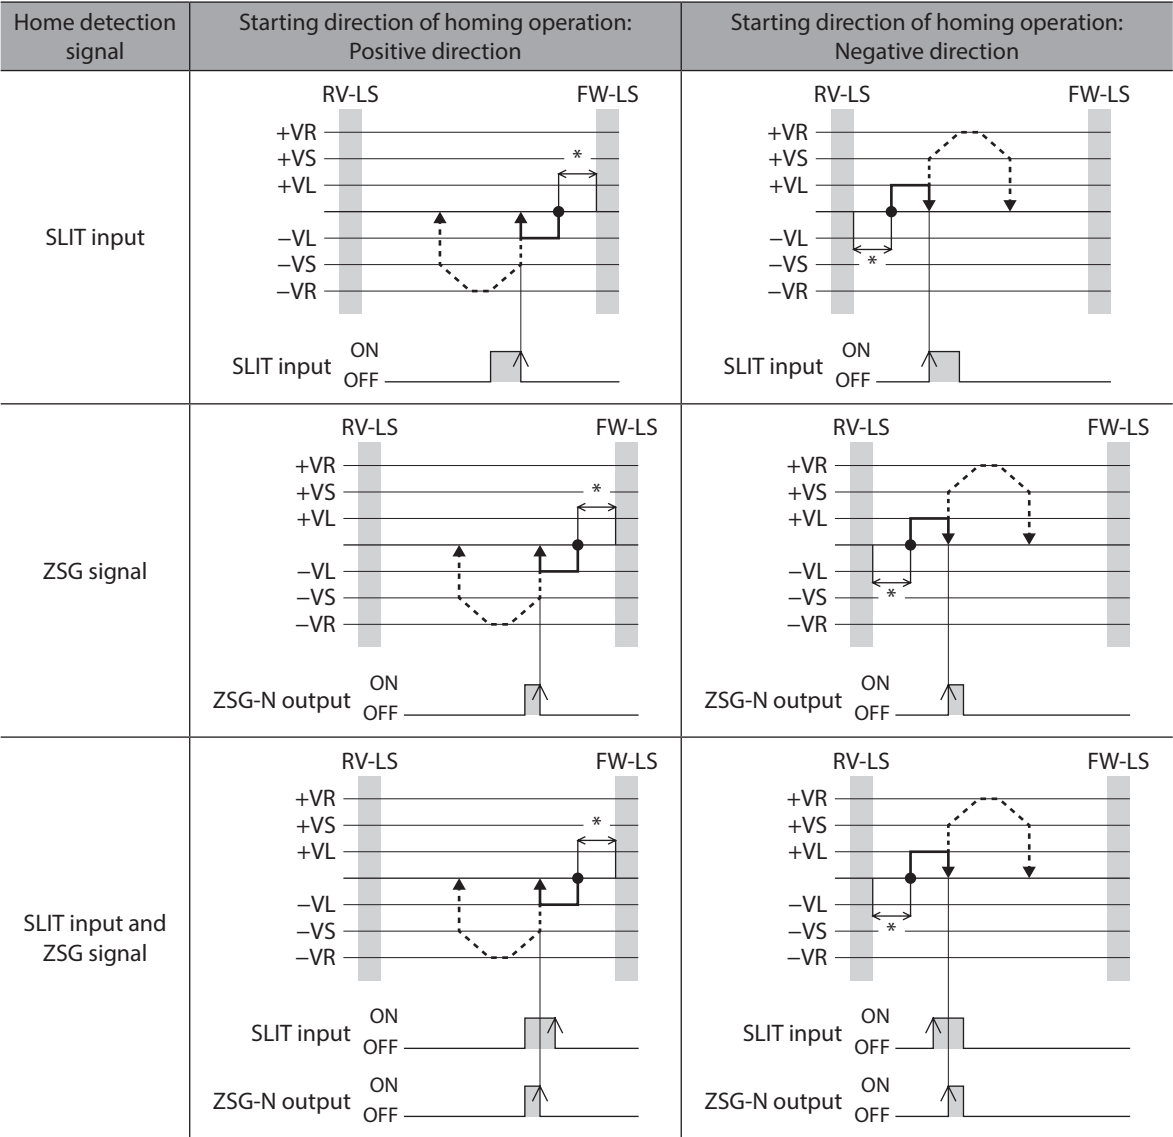 Home detection
signal
Starting direction of homing operation:
Positive direction
Starting direction of homing operation:
Negative direction
SLIT input
RV-LS
FW-LS
+VR
+VS
*
+VL
−VL
−VS
−VR
SLIT input
ON
OFF
RV-LS
FW-LS
+VR
+VS
+VL
−VL
−VS
*
−VR
SLIT input
ON
OFF
ZSG signal
RV-LS
FW-LS
+VR
+VS
*
+VL
−VL
−VS
−VR
ZSG-N output
ON
OFF
RV-LS
FW-LS
+VR
+VS
+VL
−VL
−VS
*
−VR
ZSG-N output
ON
OFF
SLIT input and
ZSG signal
RV-LS
FW-LS
+VR
+VS
*
+VL
−VL
−VS
−VR
SLIT input
ON
OFF
ZSG-N output
ON
OFF
RV-LS
FW-LS
+VR
+VS
+VL
−VL
−VS
*
−VR
SLIT input
ON
OFF
ZSG-N output
ON
OFF